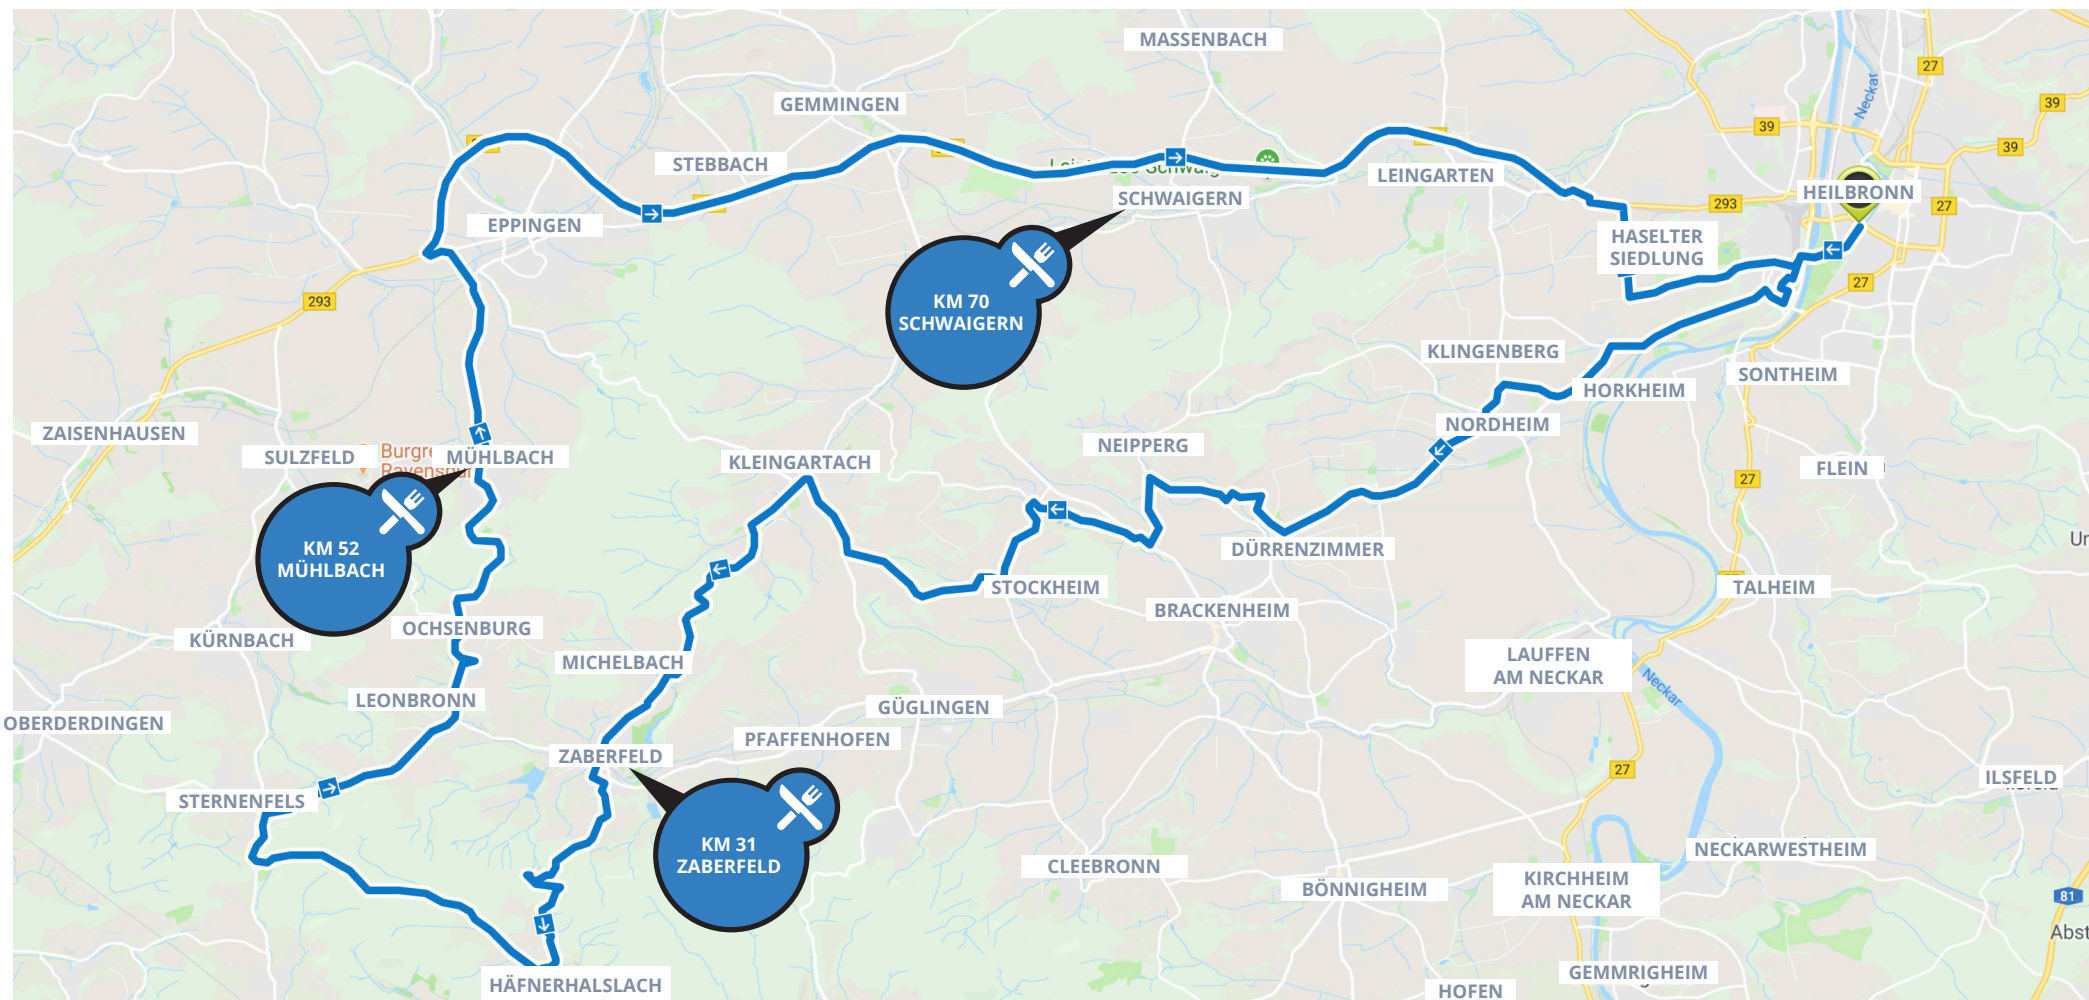 MASSENBACH
27
Neckar
39
39
39
GEMMINGEN
STEBBACH
LEINGARTEN
HEILBRONN
SCHWAIGERN
293
27
EPPINGEN
HASELTER
SIEDLUNG
293
27
KM 70
SCHWAIGERN
KLINGENBERG
HORKHEIM
SONTHEIM
ZAISENHAUSEN
SULZFELD
MÜHLBACH
KLEINGARTACH
NEIPPERG
NORDHEIM
FLEIN
27
KM 52
MÜHLBACH
DÜRRENZIMMER
STOCKHEIM
TALHEIM
BRACKENHEIM
KÜRNBACH
OCHSENBURG
MICHELBACH
LAUFFEN
AM NECKAR
Neckar
LEONBRONN
OBERDERDINGEN
GÜGLINGEN
PFAFFENHOFEN
ZABERFELD
27
ILSFELD
STERNENFELS
KM 31
ZABERFELD
NECKARWESTHEIM
CLEEBRONN
BÖNNIGHEIM
KIRCHHEIM
AM NECKAR
81
HÄFNERHALSLACH
GEMMRIGHEIM
HOFEN